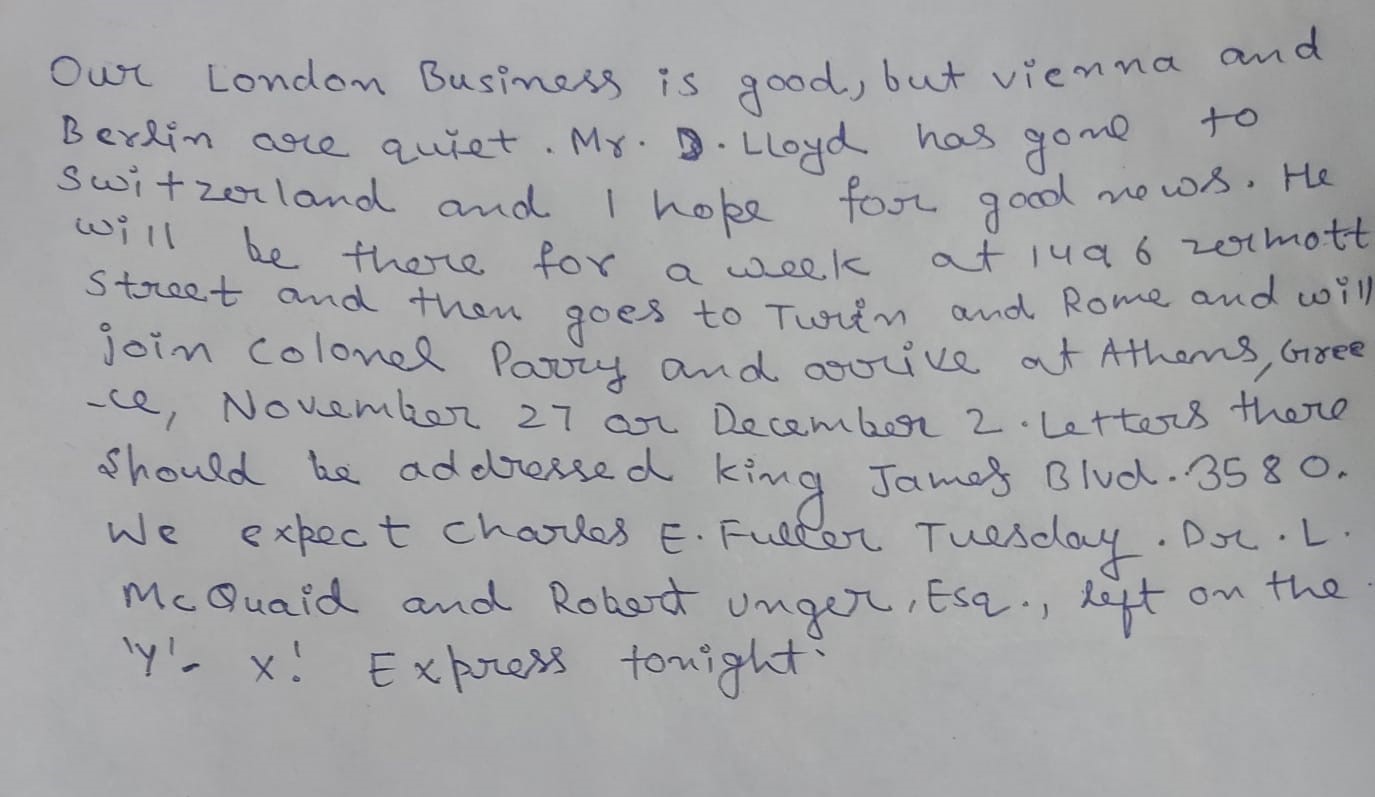 Our London Business is good, but vienna and
Berlin are quiet. Mr. D. Lloyd has gone to
Switzerland and I hope for good news. He
will be there for a week at 1496 zermott
street and then goes to Turin and Rome and will
join colonel Parry and arrive at Athens, Gree
-ce, November 27 or December 2. Letters there
should be addressed king James Blvd. 3580.
We expect Charles E. Fuller Tuesday. Dr. L.
McQuaid and Robert Unger, Esq., left on the
'Y'- X! Express tonight.